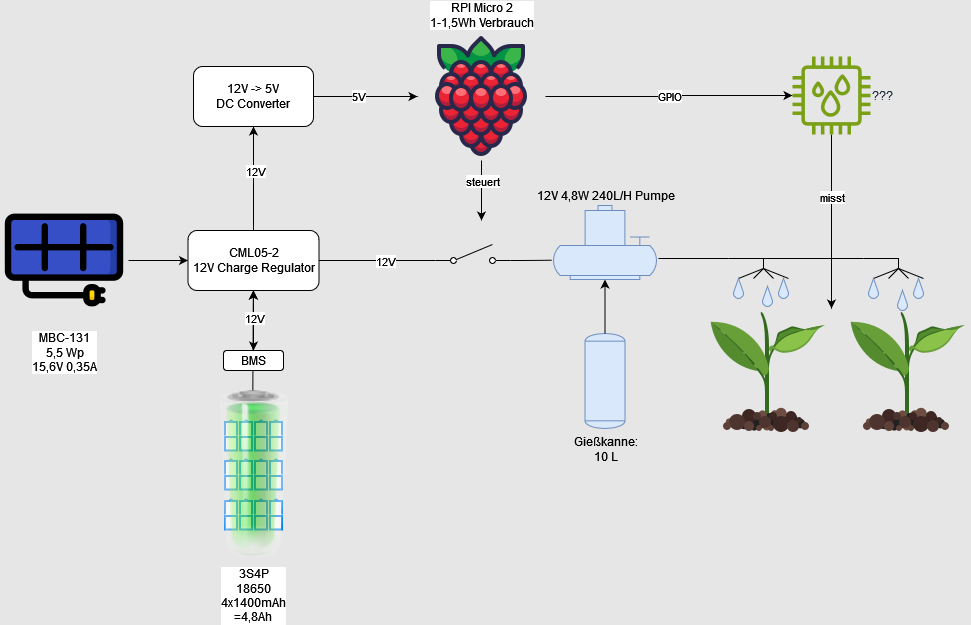 RPI Micro 2
1-1,5Wh Verbrauch
12V -> 5V
DC Converter
5V
GPIO
???
12V
steuert
misst
12V 4,8W 240L/H Pumpe
CML05-2
12V Charge Regulator
12V
12V
MBC-131
5,5 Wp
15,6V 0,35A
BMS
Gießkanne:
10 L
3S4P
18650
4x1400mAh
=4,8Ah